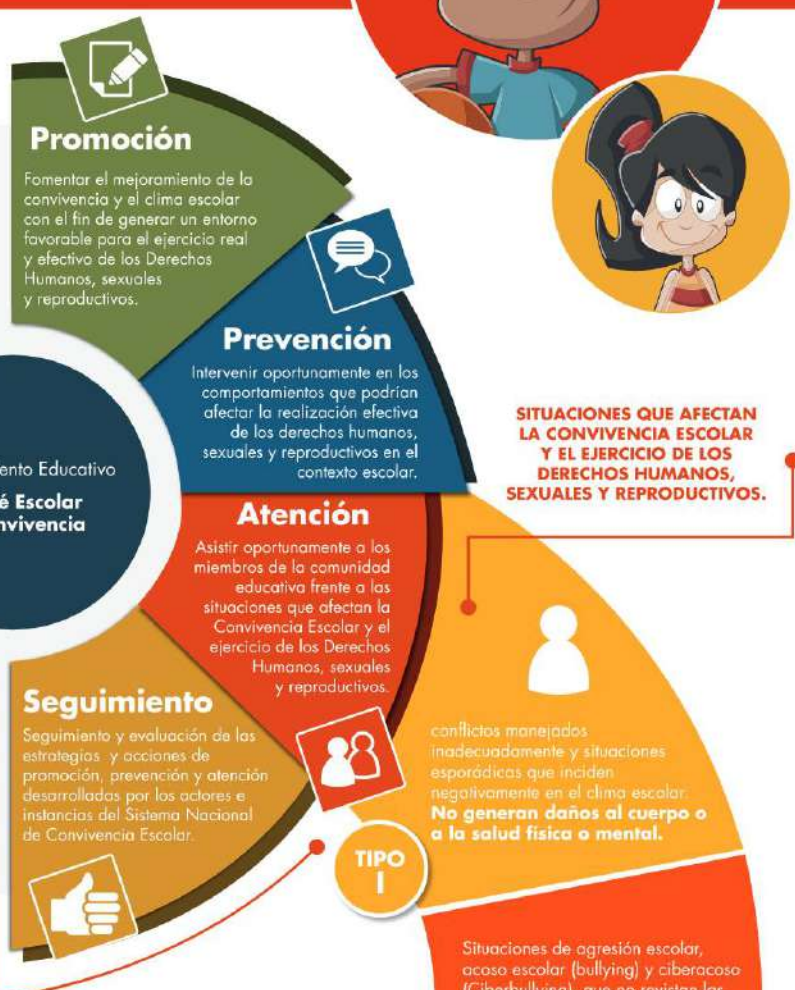 Promoción
Fomentar el mejoramiento de la
convivencia y el clima escolar
con el fin de generar un entorno
favorable para el ejercicio real
y efectivo de los Derechos
Humanos, sexuales
y reproductivos.
Prevención
Intervenir oportunamente en los
comportamientos que podrían
afectar la realización efectiva
de los derechos humanos,
sexuales y reproductivos en el
contexto escolar.
ento Educativo
é Escolar
nvivencia
Atención
Asistir oportunamente a los
miembros de la comunidad
educativa frente a las
situaciones que afectan la
Convivencia Escolar y el
ejercicio de los Derechos
Humanos, sexuales
y reproductivos.
Seguimiento
Seguimiento y evaluación de las
estrategias y acciones de
promoción, prevención y atención
desarrolladas por los actores e
instancias del Sistema Nacional
de Convivencia Escolar.
SITUACIONES QUE AFECTAN
LA CONVIVENCIA ESCOLAR
Y EL EJERCICIO DE LOS
DERECHOS HUMANOS,
SEXUALES Y REPRODUCTIVOS.
conflictos manejados
inadecuadamente y situaciones
esporádicas que inciden
negativamente en el clima escolar.
No generan daños al cuerpo o
a la salud física o mental.
TIPO
I
Situaciones de agresión escolar,
acoso escolar (bullying) y ciberacoso
(Ciberbullying), que no revistan las